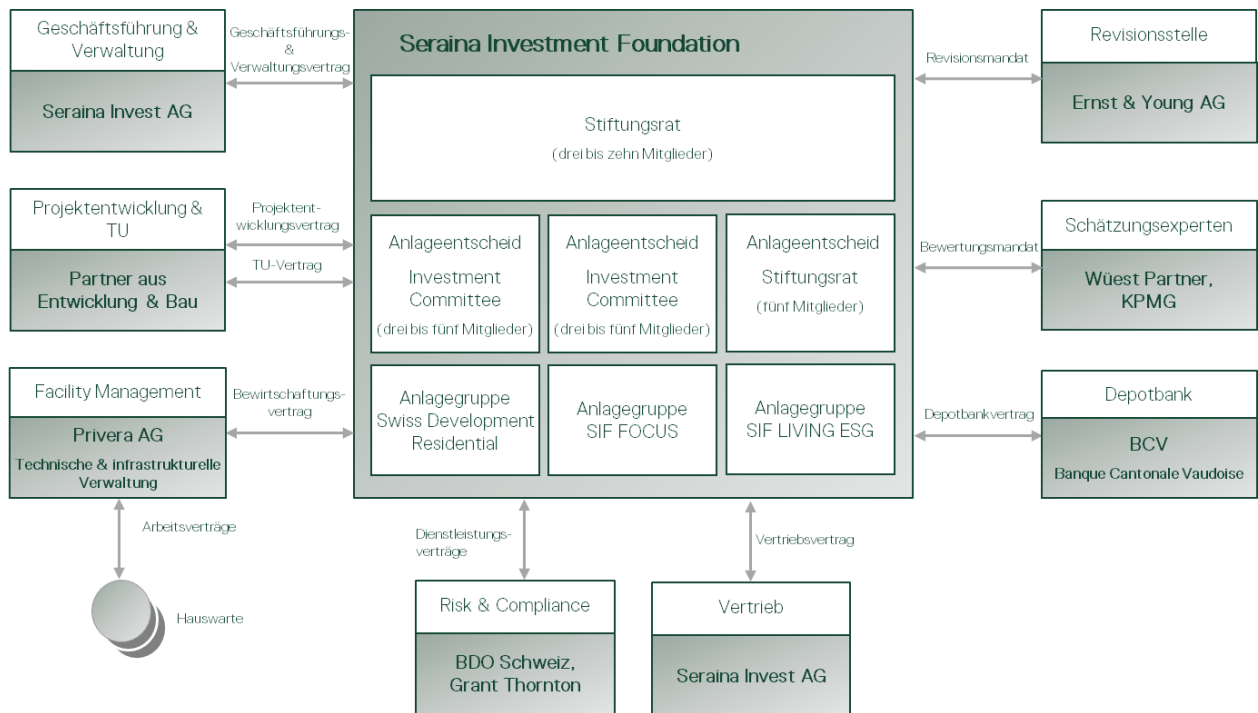 Geschäftsführung &
Verwaltung
Seraina Invest AG
Geschäftsführungs-
&
Verwaltungsvertrag
Projektentwicklung &
TU
Partner aus
Entwicklung & Bau
Projektent-
wicklungsvertrag
TU-Vertrag
Facility Management
Privera AG
Technische & infrastrukturelle
Verwaltung
Bewirtschaftungs-
vertrag
Arbeitsverträge
Hauswarte
Seraina Investment Foundation
Stiftungsrat
(drei bis zehn Mitglieder)
Anlageentscheid
Investment
Committee
(drei bis fünf Mitglieder)
Anlageentscheid
Investment
Committee
(drei bis fünf Mitglieder)
Anlageentscheid
Stiftungsrat
(fünf Mitglieder)
Anlagegruppe
Swiss Development
Residential
Anlagegruppe
SIF FOCUS
Anlagegruppe
SIF LIVING ESG
Dienstleistungs-
verträge
Risk & Compliance
BDO Schweiz,
Grant Thornton
Vertriebsvertrag
Vertrieb
Seraina Invest AG
Revisionsmandat
Revisionsstelle
Ernst & Young AG
Bewertungsmandat
Schätzungsexperten
Wüest Partner,
KPMG
Depotbankvertrag
Depotbank
BCV
Banque Cantonale Vaudoise